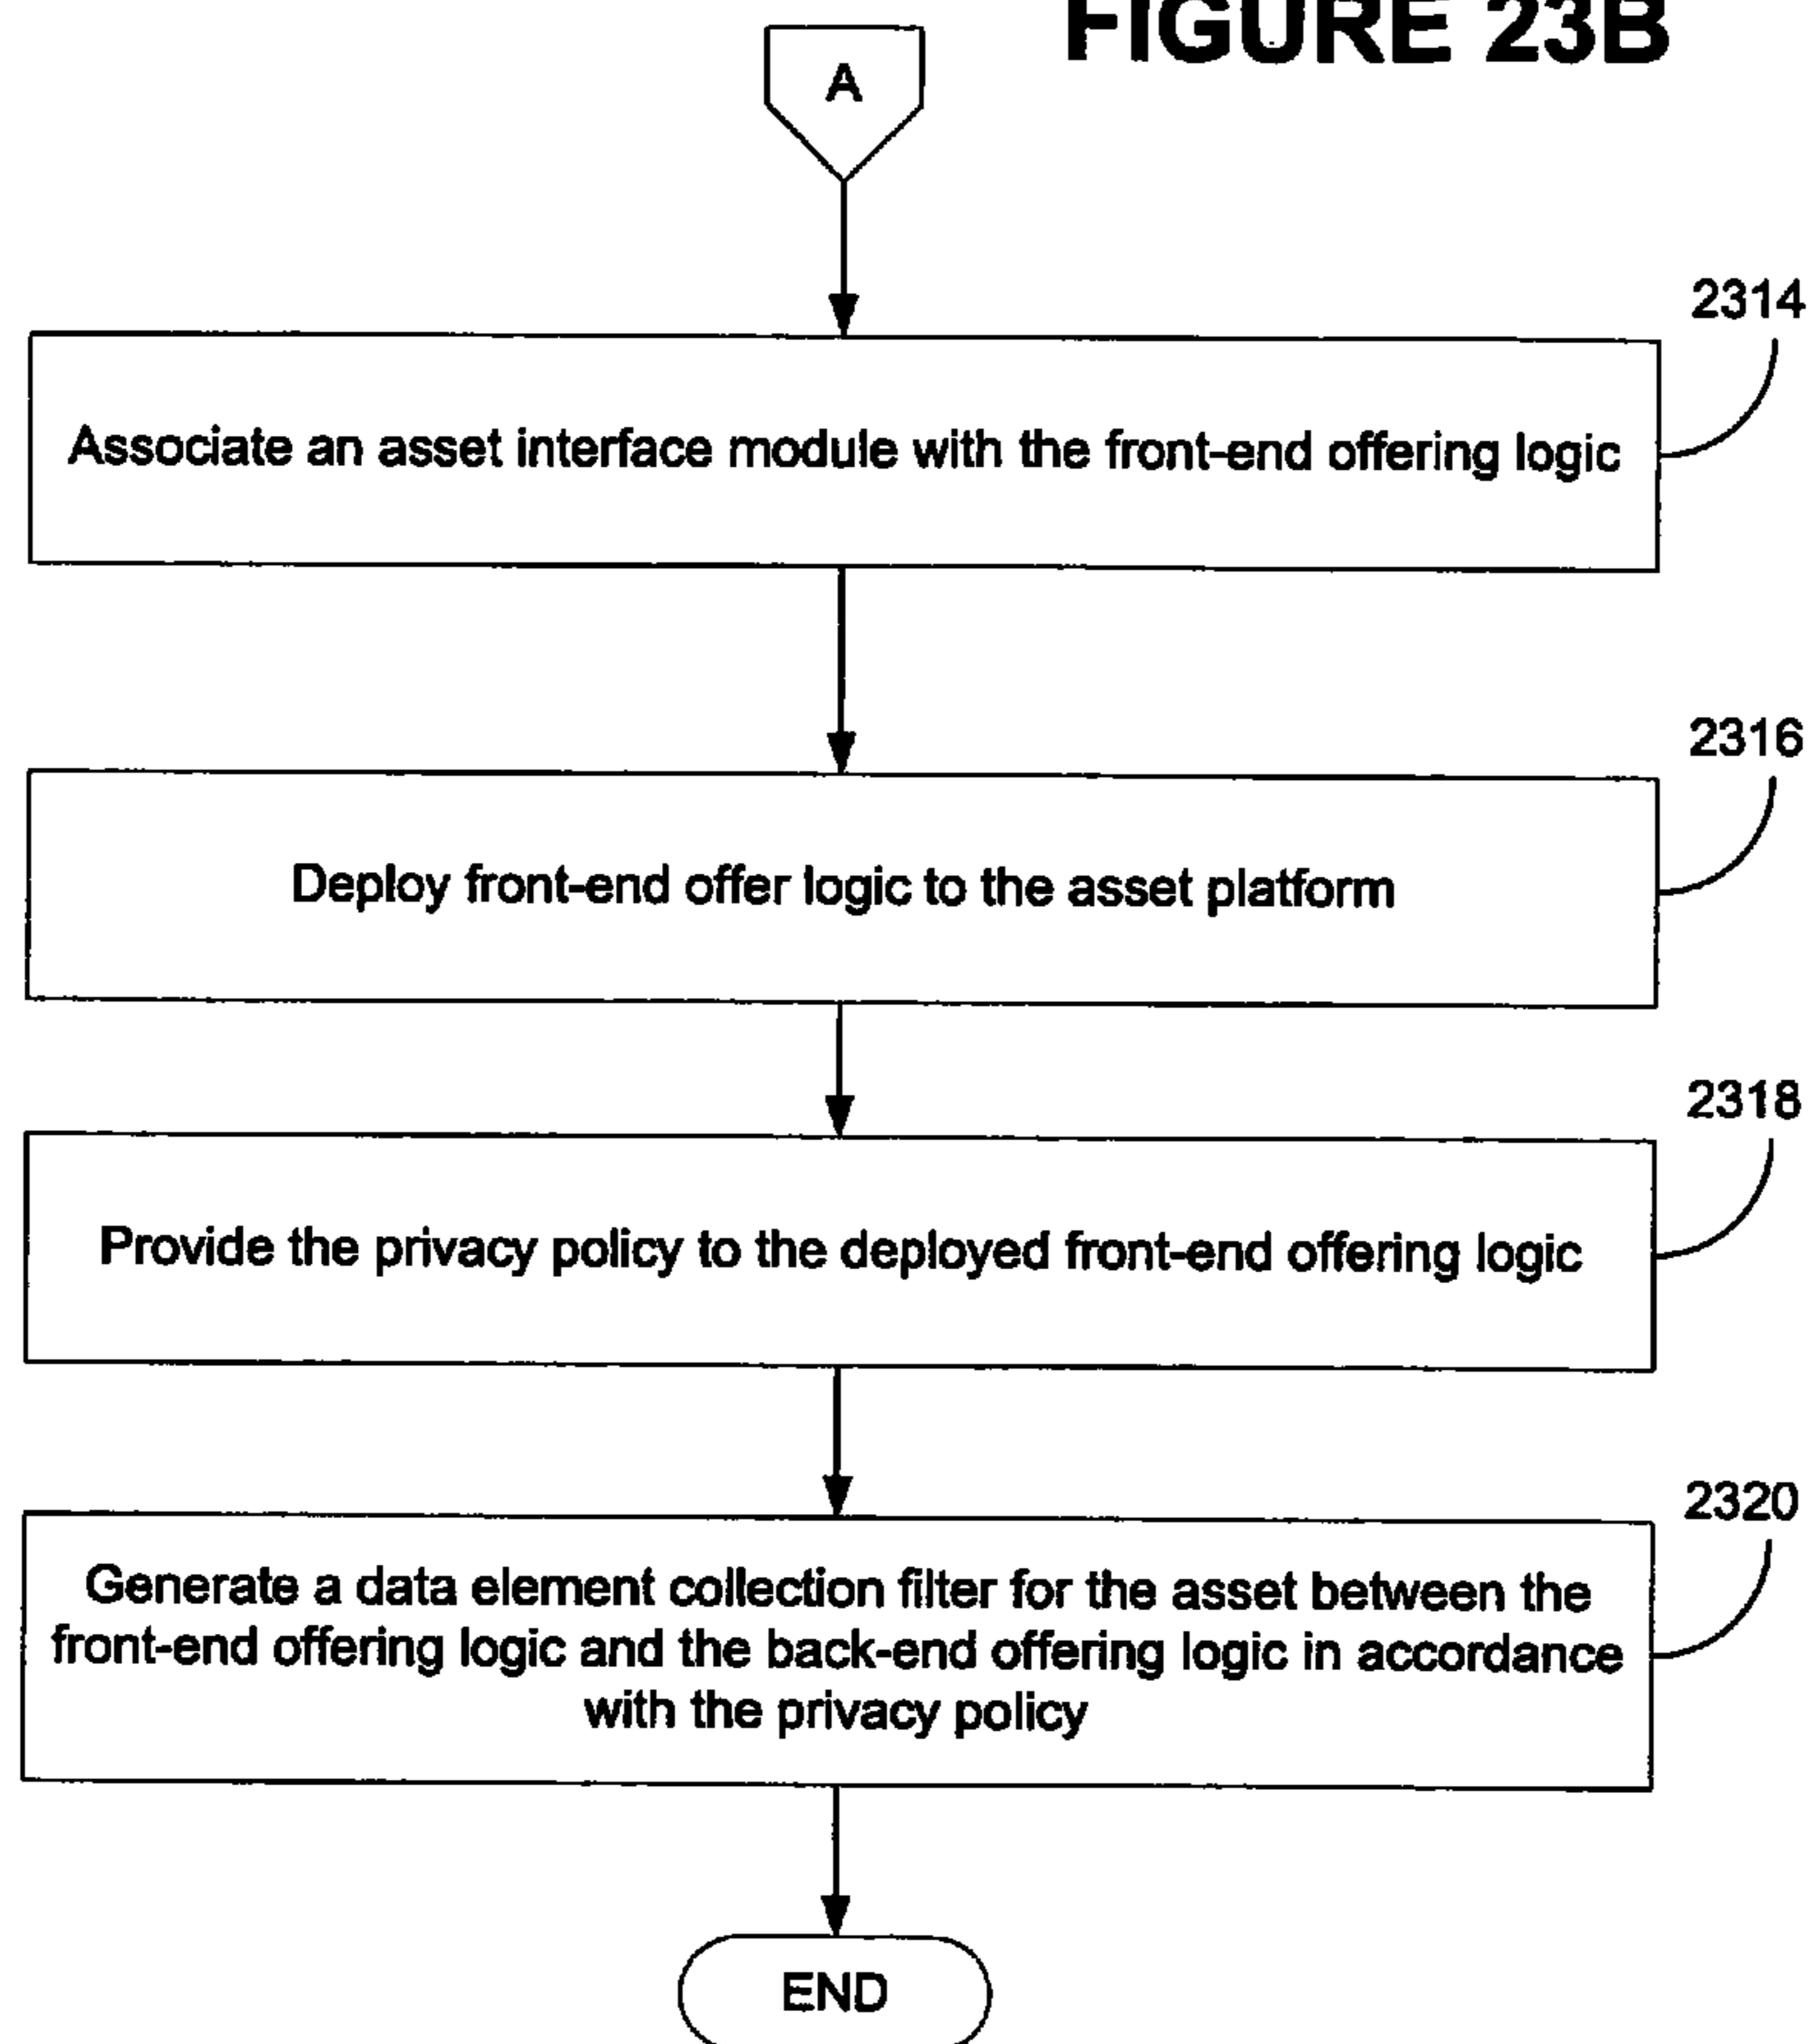 FIGURE 23B
A
2314
Associate an asset interface module with the front-end offering logic
2316
Deploy front-end offer logic to the asset platform
2318
Provide the privacy policy to the deployed front-end offering logic
2320
Generate a data element collection filter for the asset between the
front-end offering logic and the back-end offering logic in accordance
with the privacy policy
END